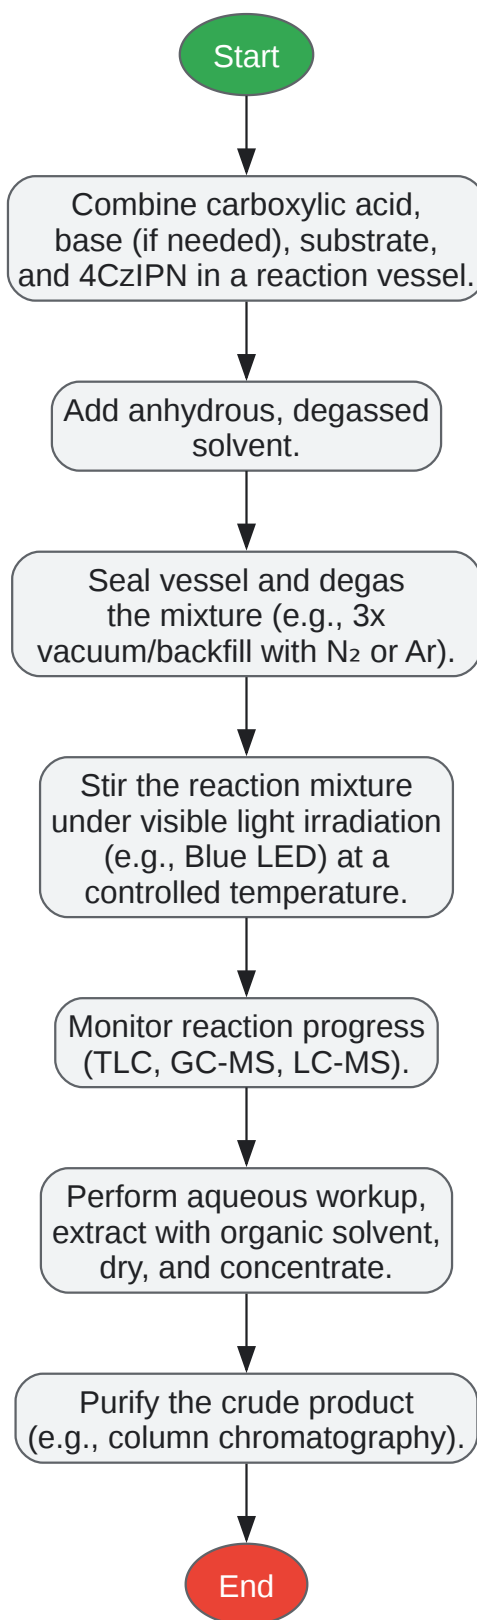 Start
Combine carboxylic acid,
base (if needed), substrate,
and 4CzIPN in a reaction vessel.
Add anhydrous, degassed
solvent.
Seal vessel and degas
the mixture (e.g., 3x
vacuum/backfill with N₂ or Ar).
Stir the reaction mixture
under visible light irradiation
(e.g., Blue LED) at a
controlled temperature.
Monitor reaction progress
(TLC, GC-MS, LC-MS).
Perform aqueous workup,
extract with organic solvent,
dry, and concentrate.
Purify the crude product
(e.g., column chromatography).
End